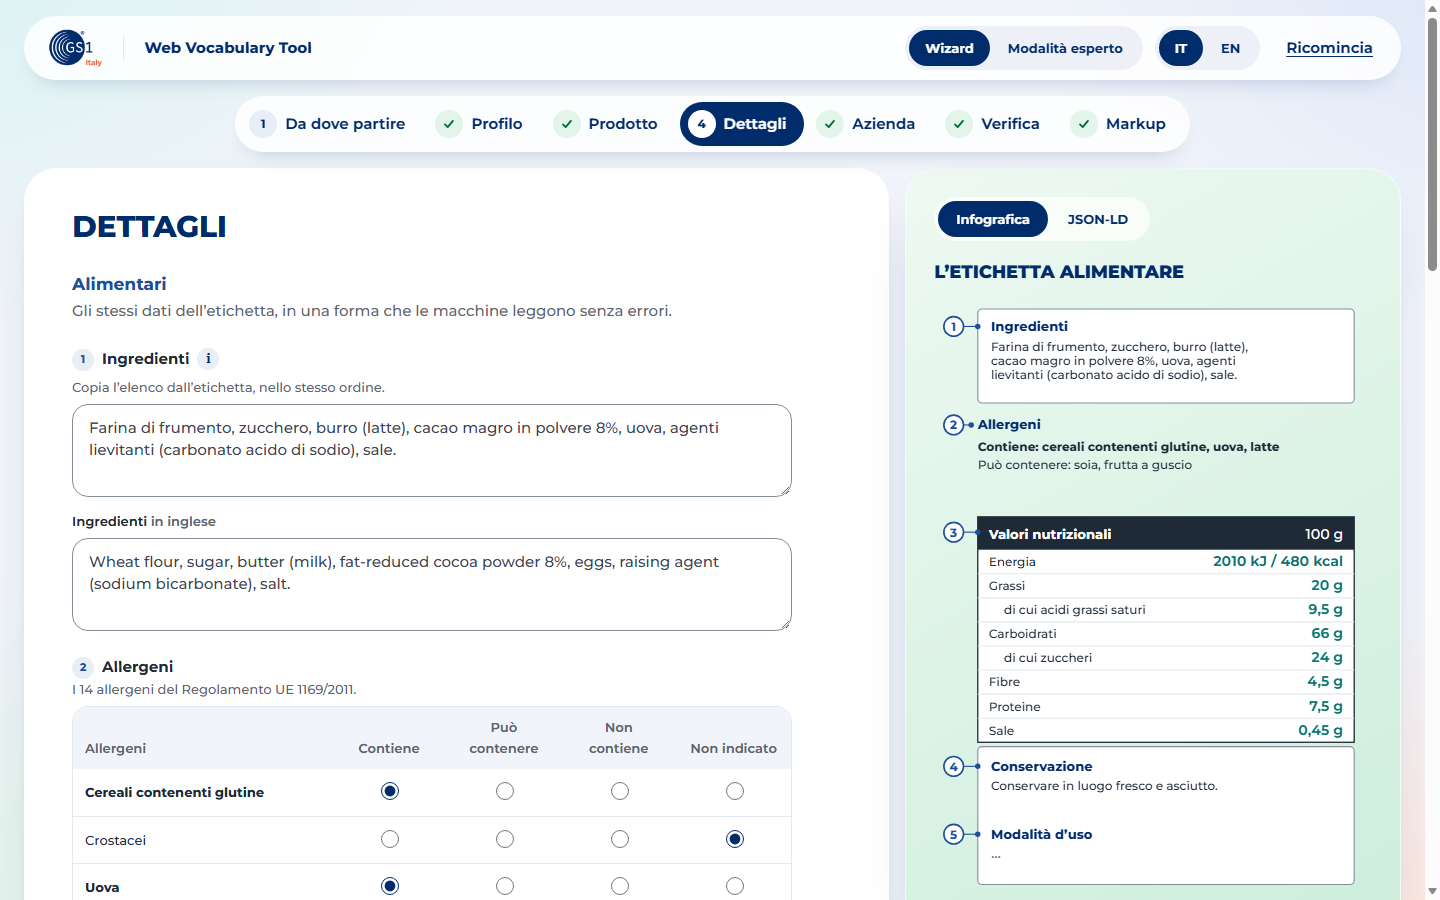 GS1
Italy
Web Vocabulary Tool
Wizard
Modalità esperto
IT
EN
Ricomincia
1 Da dove partire
Profilo
Prodotto
4 Dettagli
Azienda
Verifica
Markup
DETTAGLI
Alimentari
Gli stessi dati dell’etichetta, in una forma che le macchine leggono senza errori.
1 Ingredienti i
Copia l’elenco dall’etichetta, nello stesso ordine.
Farina di frumento, zucchero, burro (latte), cacao magro in polvere 8%, uova, agenti
lievitanti (carbonato acido di sodio), sale.
Ingredienti in inglese
Wheat flour, sugar, butter (milk), fat-reduced cocoa powder 8%, eggs, raising agent
(sodium bicarbonate), salt.
2 Allergeni
I 14 allergeni del Regolamento UE 1169/2011.
Allergeni
Contiene
Può
contenere
Non
contiene
Non indicato
Cereali contenenti glutine
Crostacei
Uova
Infografica
JSON-LD
L’ETICHETTA ALIMENTARE
1 Ingredienti
Farina di frumento, zucchero, burro (latte),
cacao magro in polvere 8%, uova, agenti
lievitanti (carbonato acido di sodio), sale.
2 Allergeni
Contiene: cereali contenenti glutine, uova, latte
Può contenere: soia, frutta a guscio
3 Valori nutrizionali 100 g
Energia 2010 kJ / 480 kcal
Grassi 20 g
di cui acidi grassi saturi 9,5 g
Carboidrati 66 g
di cui zuccheri 24 g
Fibre 4,5 g
Proteine 7,5 g
Sale 0,45 g
4 Conservazione
Conservare in luogo fresco e asciutto.
5 Modalità d’uso
...